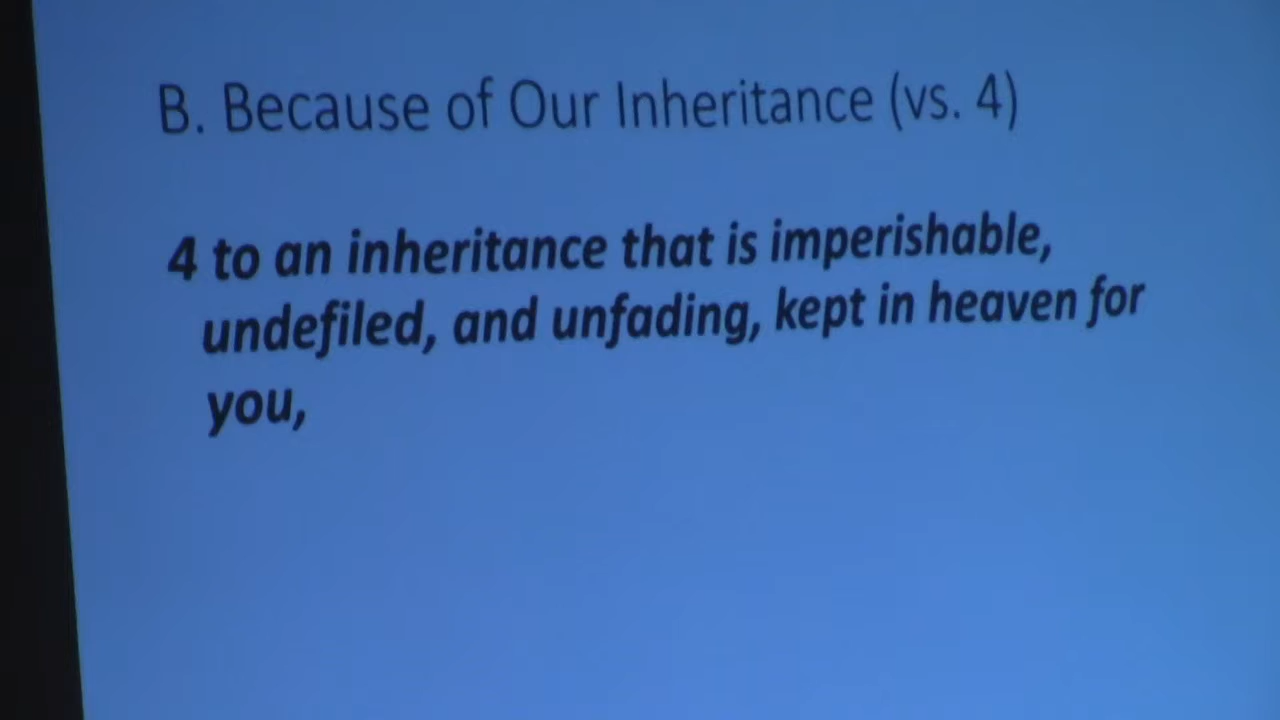 B. Because of Our Inheritance (vs. 4)
4 to an inheritance that is imperishable,
undefiled, and unfading, kept in heaven for
you,